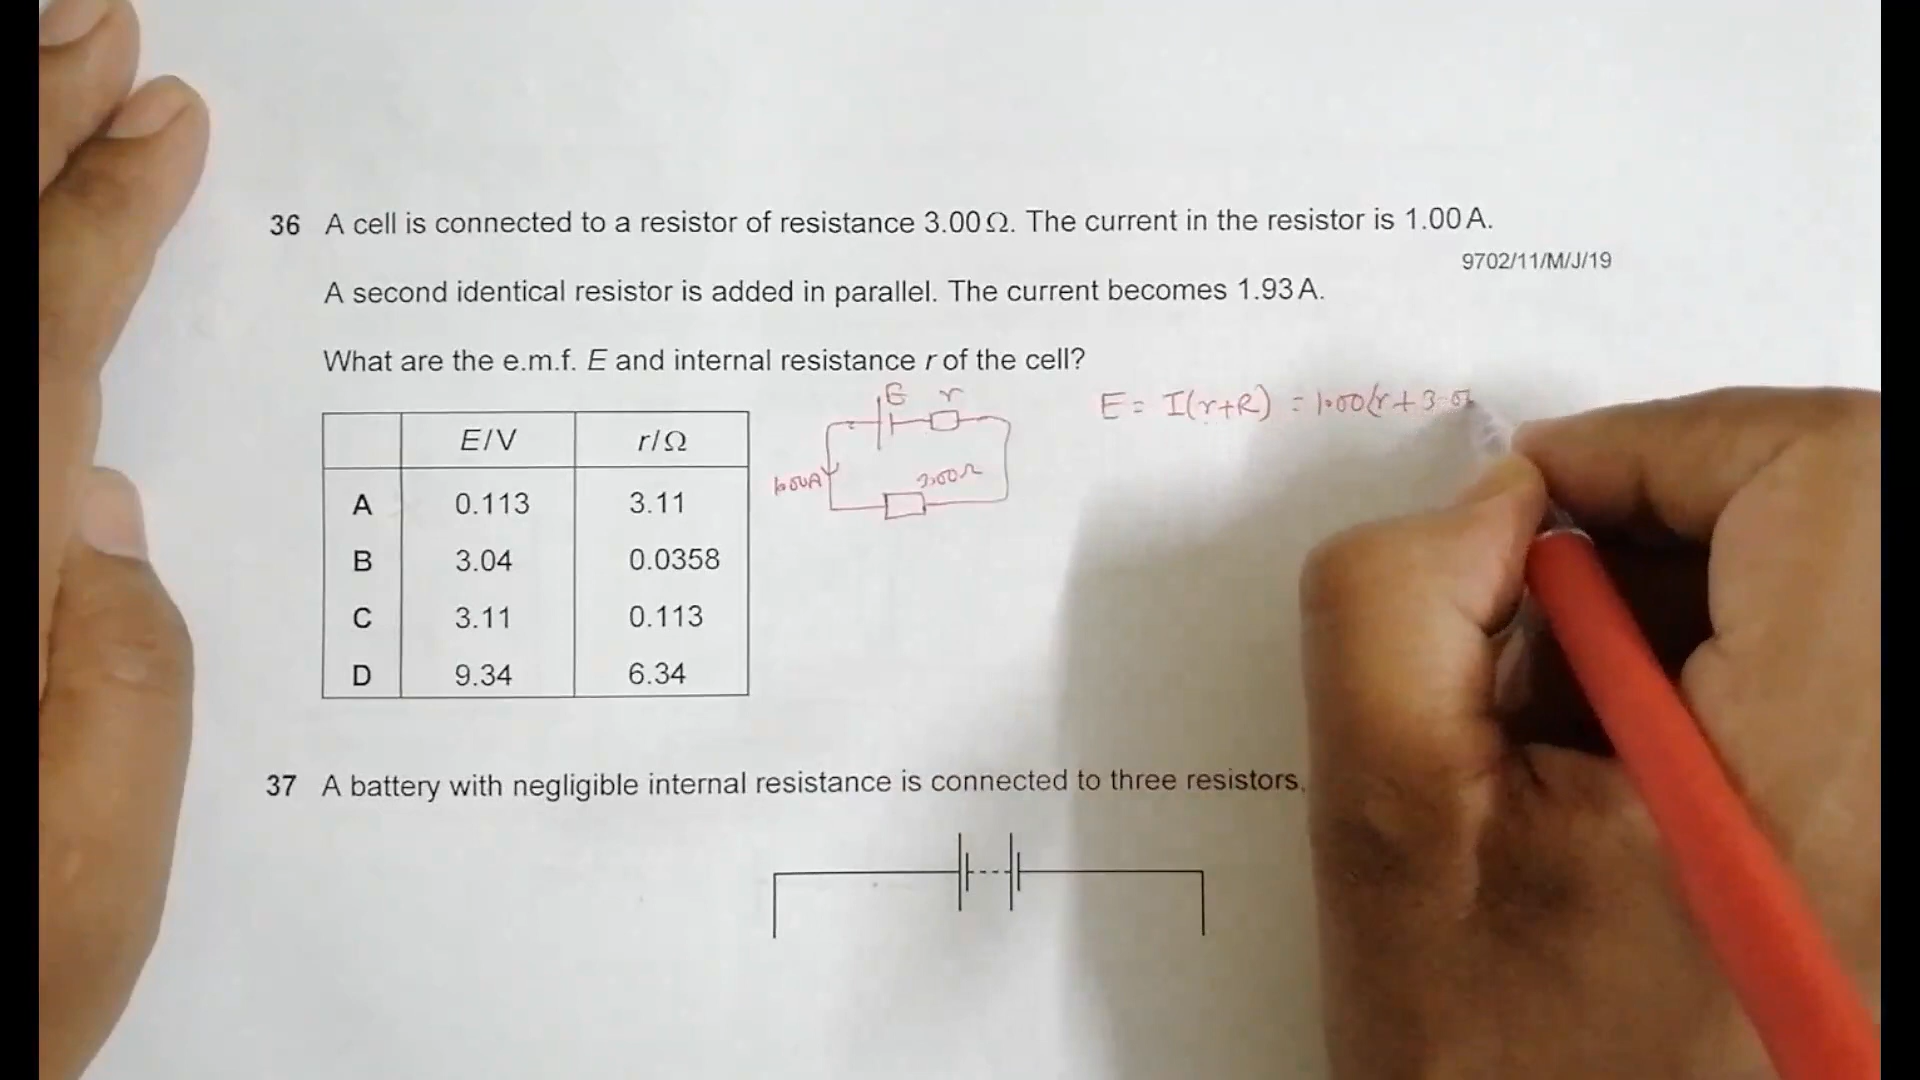 36 A cell is connected to a resistor of resistance 3.00 Ω. The current in the resistor is 1.00 A.
9702/11/M/J/19
A second identical resistor is added in parallel. The current becomes 1.93 A.
What are the e.m.f. E and internal resistance r of the cell?
E r
E = I(r+R) = 1.00(r+3.0
E/V r/Ω
1.00A 3.00Ω
A 0.113 3.11
B 3.04 0.0358
C 3.11 0.113
D 9.34 6.34
37 A battery with negligible internal resistance is connected to three resistors.